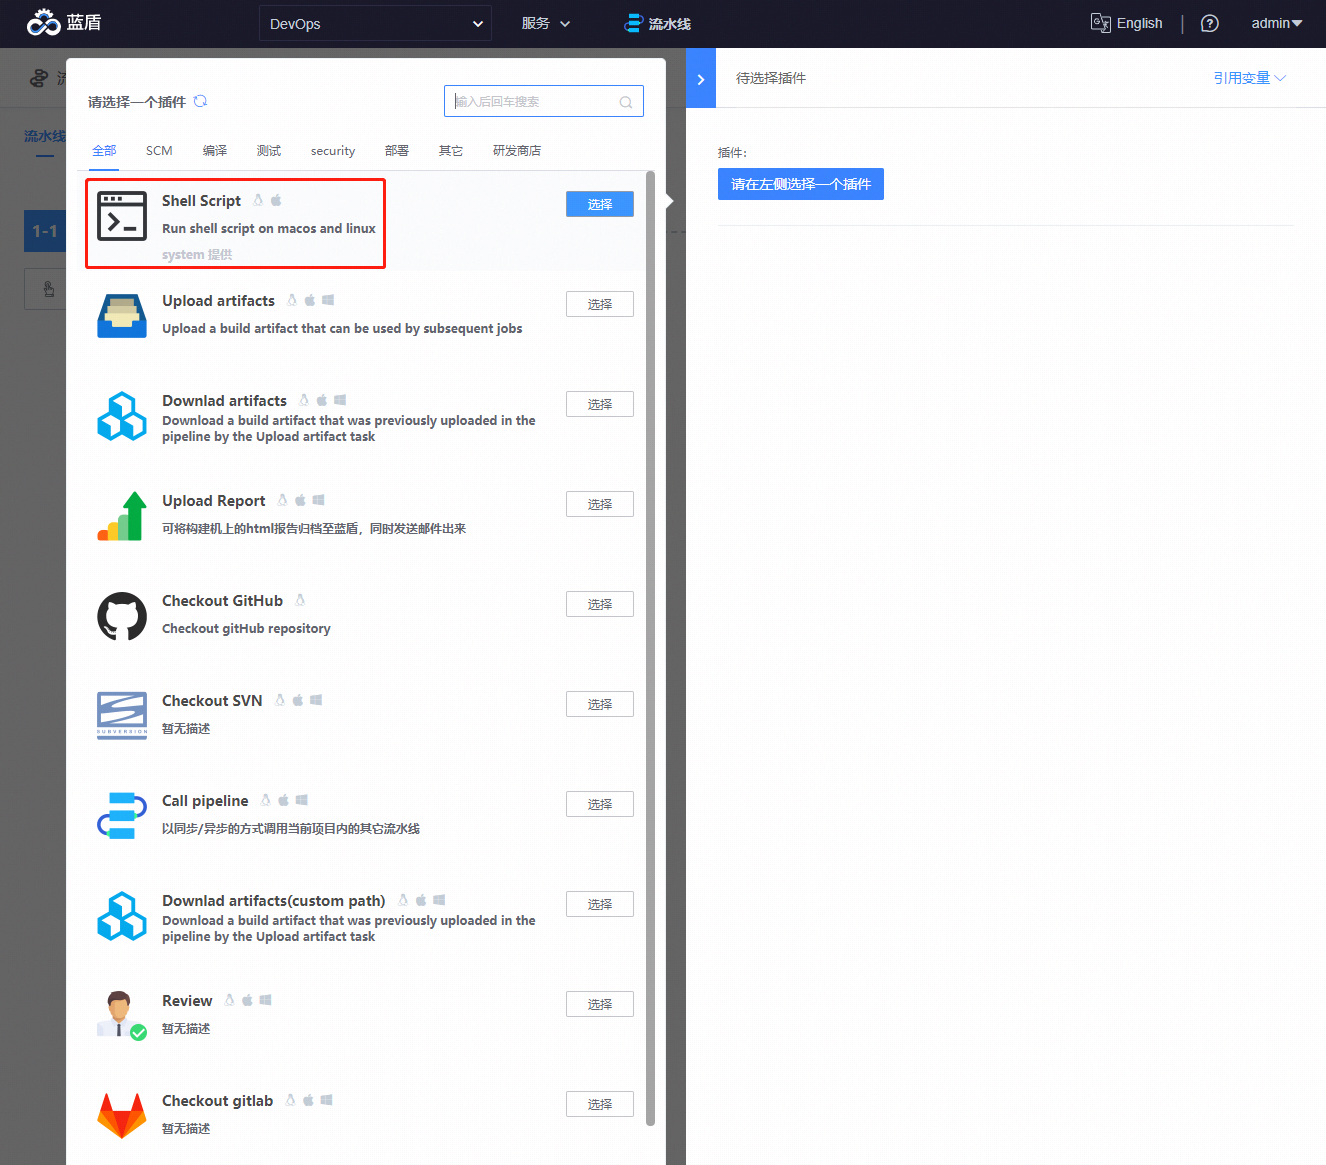 蓝盾
DevOps
服务
流水线
English
admin
流
流水线
1-1
请选择一个插件
输入后回车搜索
全部
SCM
编译
测试
security
部署
其它
研发商店
Shell Script
Run shell script on macos and linux
system 提供
选择
Upload artifacts
Upload a build artifact that can be used by subsequent jobs
选择
Downlad artifacts
Download a build artifact that was previously uploaded in the
pipeline by the Upload artifact task
选择
Upload Report
可将构建机上的html报告归档至蓝盾，同时发送邮件出来
选择
Checkout GitHub
Checkout gitHub repository
选择
Checkout SVN
SUBVERSION
暂无描述
选择
Call pipeline
以同步/异步的方式调用当前项目内的其它流水线
选择
Downlad artifacts(custom path)
Download a build artifact that was previously uploaded in the
pipeline by the Upload artifact task
选择
Review
暂无描述
选择
Checkout gitlab
暂无描述
选择
待选择插件
引用变量
插件：
请在左侧选择一个插件